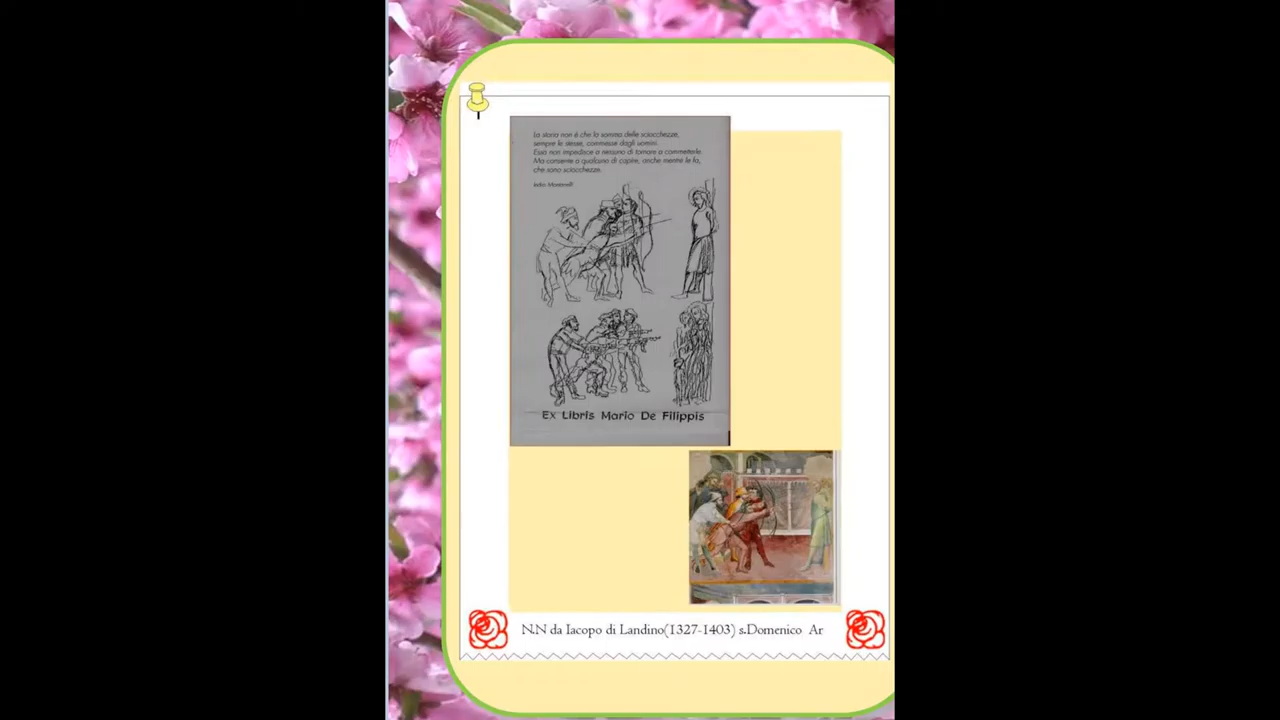 La storia non è che la somma delle sciocchezze,
sempre le stesse, commesse dagli uomini.
Essa non impedisce a nessuno di tornare a commetterle.
Ma consente a qualcuno di capire, anche mentre le fa,
che sono sciocchezze.
Indro Montanelli
Ex Libris Mario De Filippis
N.N da Iacopo di Landino(1327-1403) s.Domenico Ar